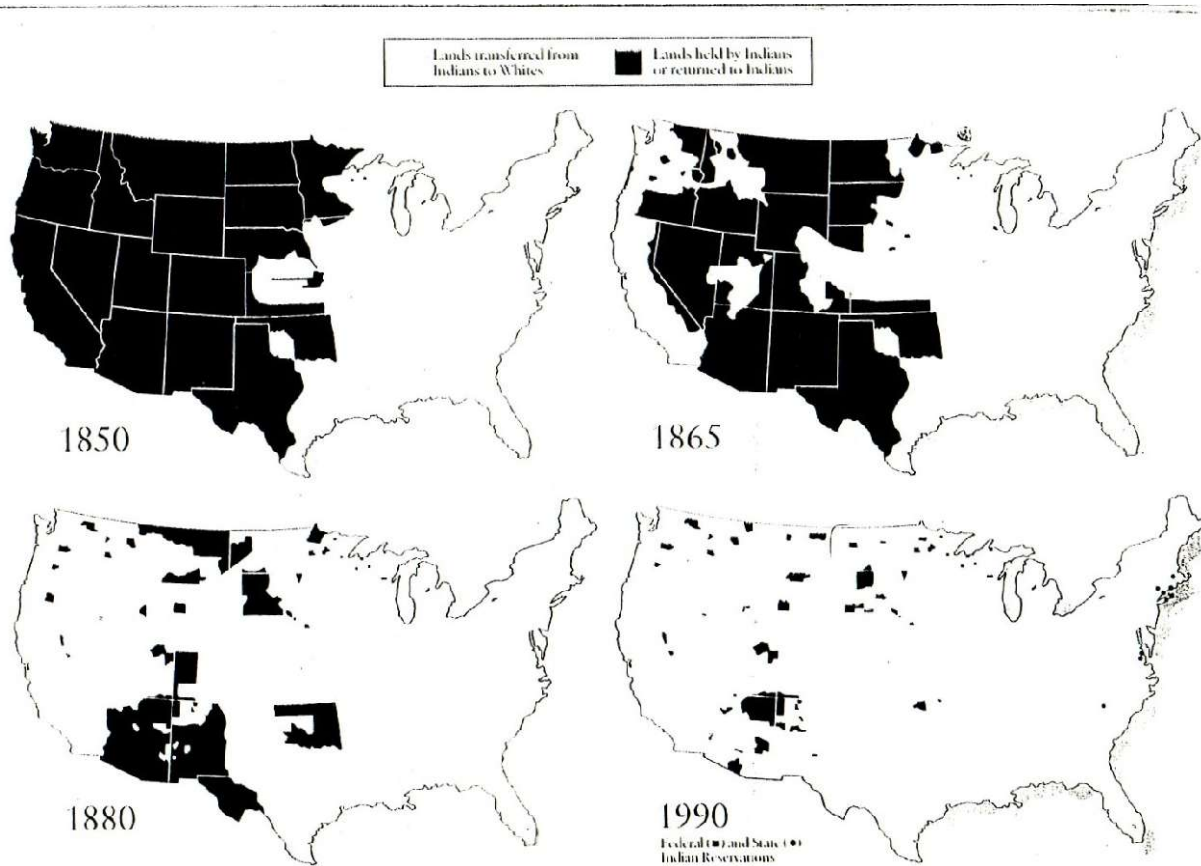 Lands transferred from
Indians to Whites
Lands held by Indians
or returned to Indians
1850
1865
1880
1990
Federal (■) and State (●)
Indian Reservations